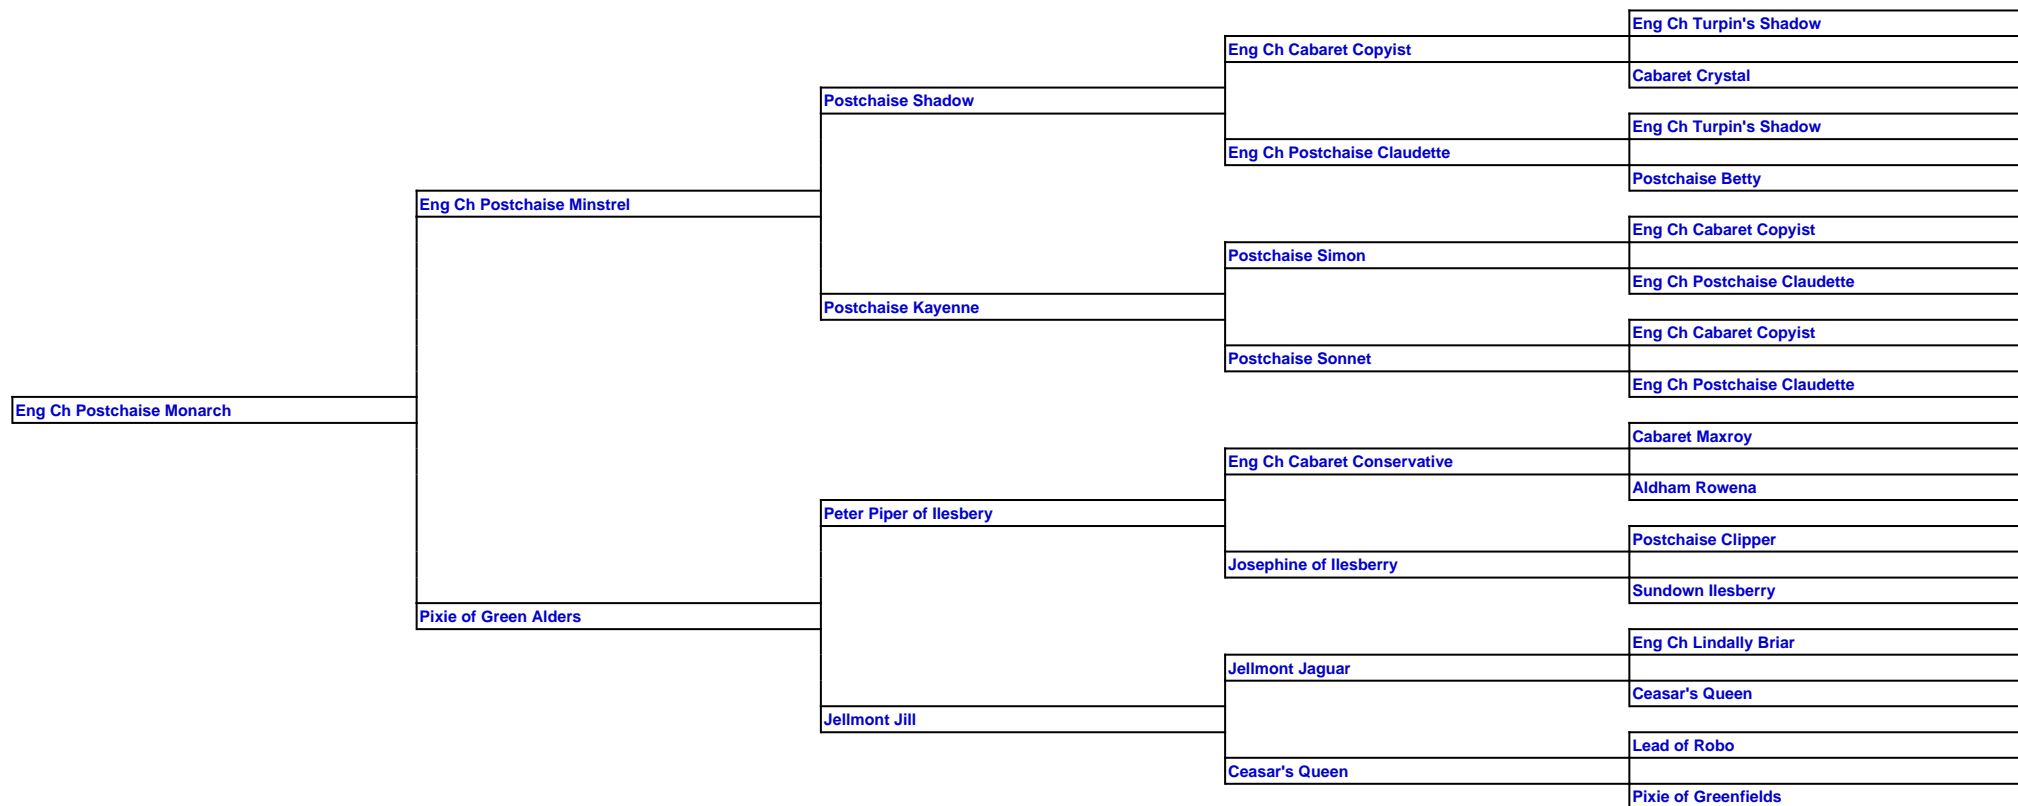 Eng Ch Turpin's Shadow
Eng Ch Cabaret Copyist
Cabaret Crystal
Postchaise Shadow
Eng Ch Turpin's Shadow
Eng Ch Postchaise Claudette
Postchaise Betty
Eng Ch Postchaise Minstrel
Eng Ch Cabaret Copyist
Postchaise Simon
Eng Ch Postchaise Claudette
Postchaise Kayenne
Eng Ch Cabaret Copyist
Postchaise Sonnet
Eng Ch Postchaise Claudette
Eng Ch Postchaise Monarch
Cabaret Maxroy
Eng Ch Cabaret Conservative
Aldham Rowena
Peter Piper of Ilesbery
Postchaise Clipper
Josephine of Ilesberry
Sundown Ilesberry
Pixie of Green Alders
Eng Ch Lindally Briar
Jellmont Jaguar
Ceasar's Queen
Jellmont Jill
Lead of Robo
Ceasar's Queen
Pixie of Greenfields